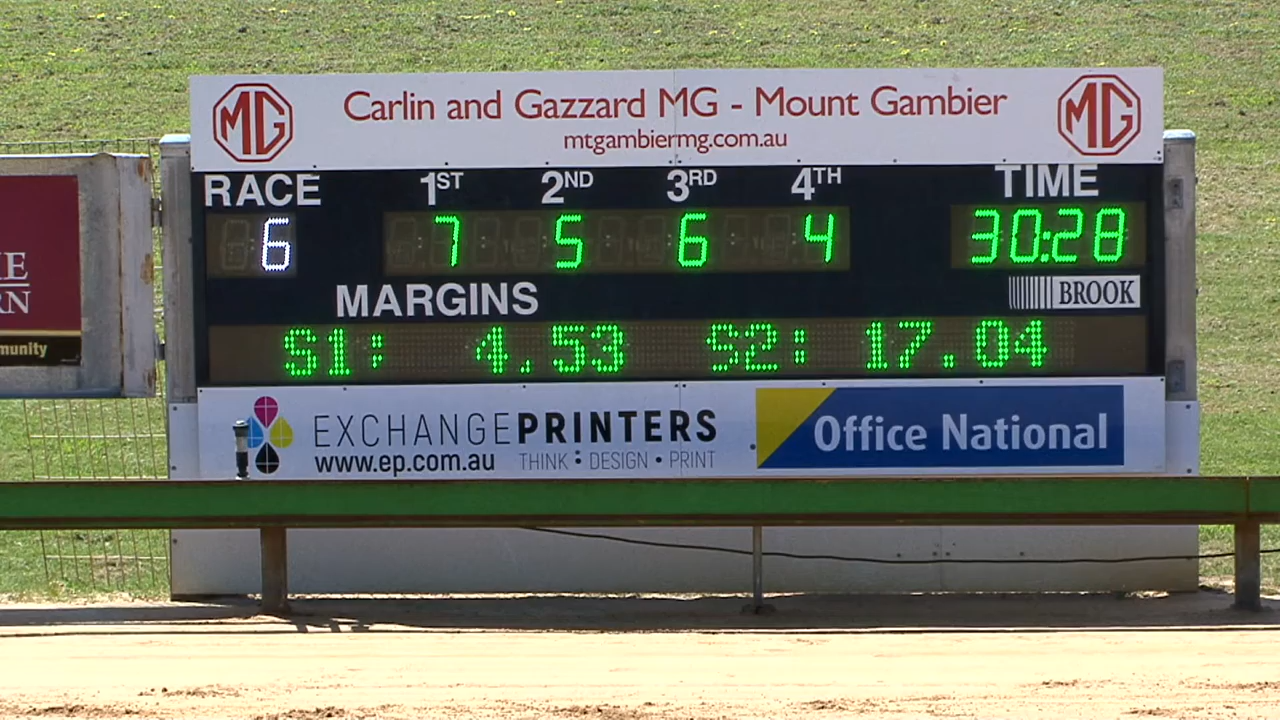 MG Carlin and Gazzard MG - Mount Gambier MG
mtgambiermg.com.au
RACE 1ST 2ND 3RD 4TH TIME
6 7 5 6 4 30:28
MARGINS BROOK
S1: 4.53 S2: 17.04
EXCHANGEPRINTERS
www.ep.com.au THINK • DESIGN • PRINT
Office National
munity